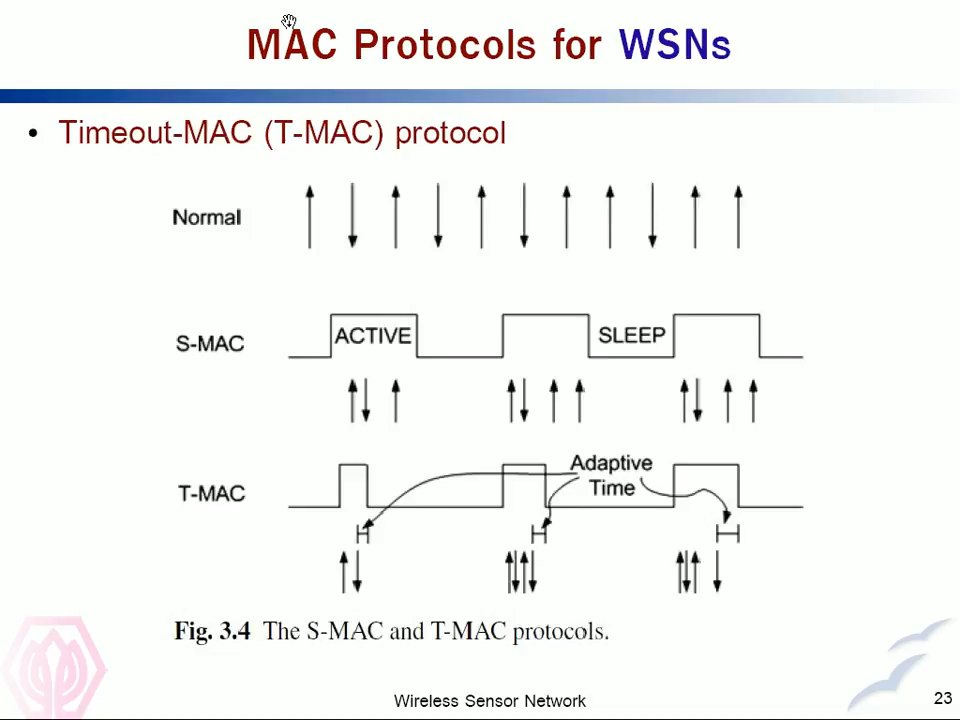 MAC Protocols for WSNs
• Timeout-MAC (T-MAC) protocol
Normal
S-MAC
ACTIVE
SLEEP
T-MAC
Adaptive
Time
Fig. 3.4 The S-MAC and T-MAC protocols.
Wireless Sensor Network
23